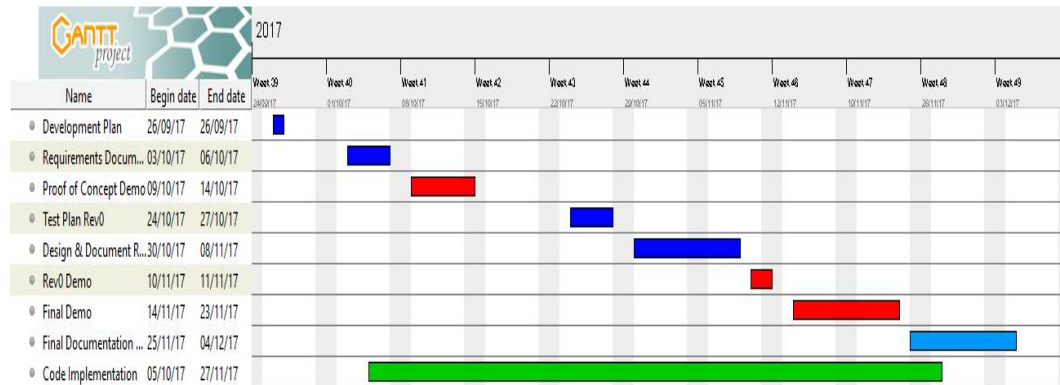 GANTT
project
2017
Week 39 Week 40 Week 41 Week 42 Week 43 Week 44 Week 45 Week 46 Week 47 Week 48 Week 49
Name Begin date End date
24/09/17 01/10/17 08/10/17 15/10/17 22/10/17 29/10/17 05/11/17 12/11/17 19/11/17 26/11/17 03/12/17
Development Plan 26/09/17 26/09/17
Requirements Docum... 03/10/17 06/10/17
Proof of Concept Demo 09/10/17 14/10/17
Test Plan Rev0 24/10/17 27/10/17
Design & Document R... 30/10/17 08/11/17
Rev0 Demo 10/11/17 11/11/17
Final Demo 14/11/17 23/11/17
Final Documentation ... 25/11/17 04/12/17
Code Implementation 05/10/17 27/11/17